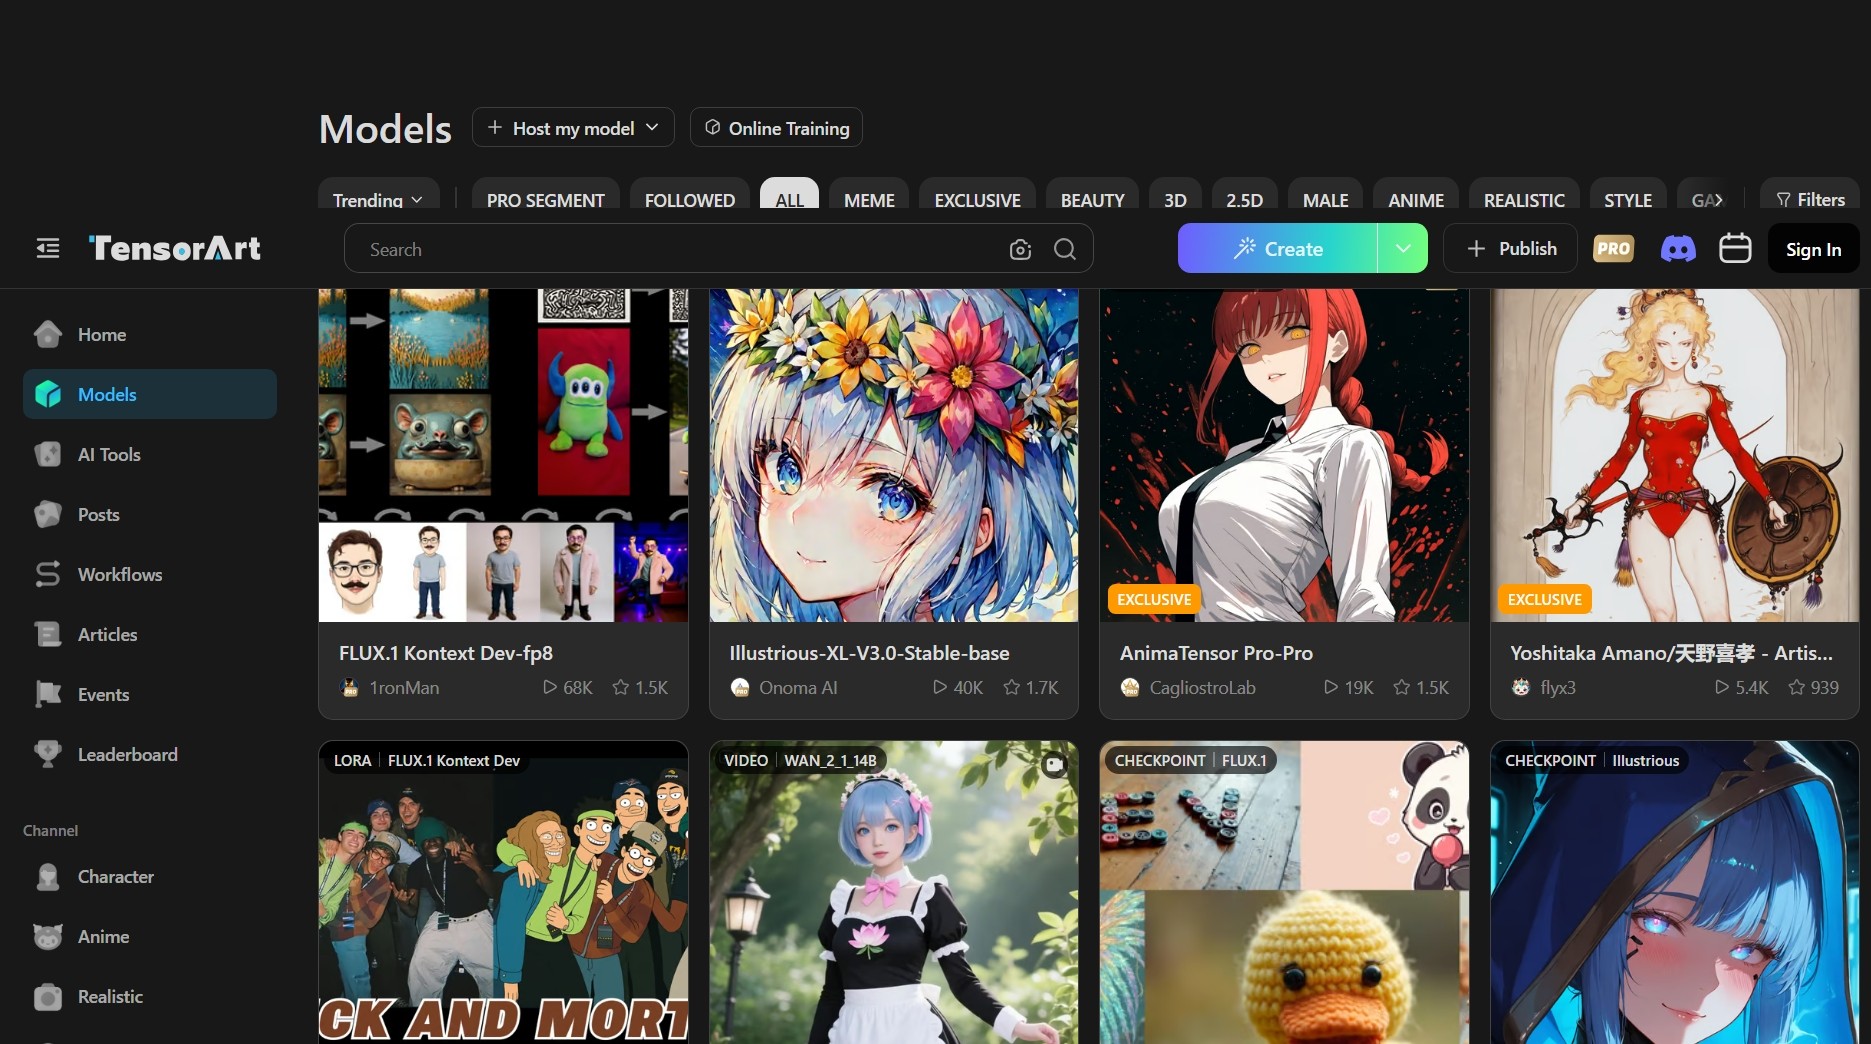 Models
Host my model
Online Training
Trending
PRO SEGMENT
FOLLOWED
ALL
MEME
EXCLUSIVE
BEAUTY
3D
2.5D
MALE
ANIME
REALISTIC
STYLE
GA
Filters
TensorArt
Search
Create
Publish
PRO
Sign In
Home
Models
AI Tools
Posts
Workflows
Articles
Events
Leaderboard
Channel
Character
Anime
Realistic
FLUX.1 Kontext Dev-fp8
1ronMan
68K
1.5K
Illustrious-XL-V3.0-Stable-base
Onoma AI
40K
1.7K
EXCLUSIVE
AnimaTensor Pro-Pro
CagliostroLab
19K
1.5K
EXCLUSIVE
Yoshitaka Amano/天野喜孝 - Artis...
flyx3
5.4K
939
LORA
FLUX.1 Kontext Dev
CK AND MORT
VIDEO
WAN_2_1_14B
CHECKPOINT
FLUX.1
CHECKPOINT
Illustrious